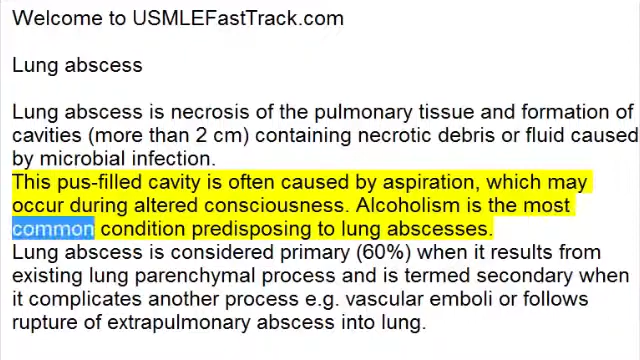 Welcome to USMLEFastTrack.com
Lung abscess
Lung abscess is necrosis of the pulmonary tissue and formation of
cavities (more than 2 cm) containing necrotic debris or fluid caused
by microbial infection.
This pus-filled cavity is often caused by aspiration, which may
occur during altered consciousness. Alcoholism is the most
common condition predisposing to lung abscesses.
Lung abscess is considered primary (60%) when it results from
existing lung parenchymal process and is termed secondary when
it complicates another process e.g. vascular emboli or follows
rupture of extrapulmonary abscess into lung.